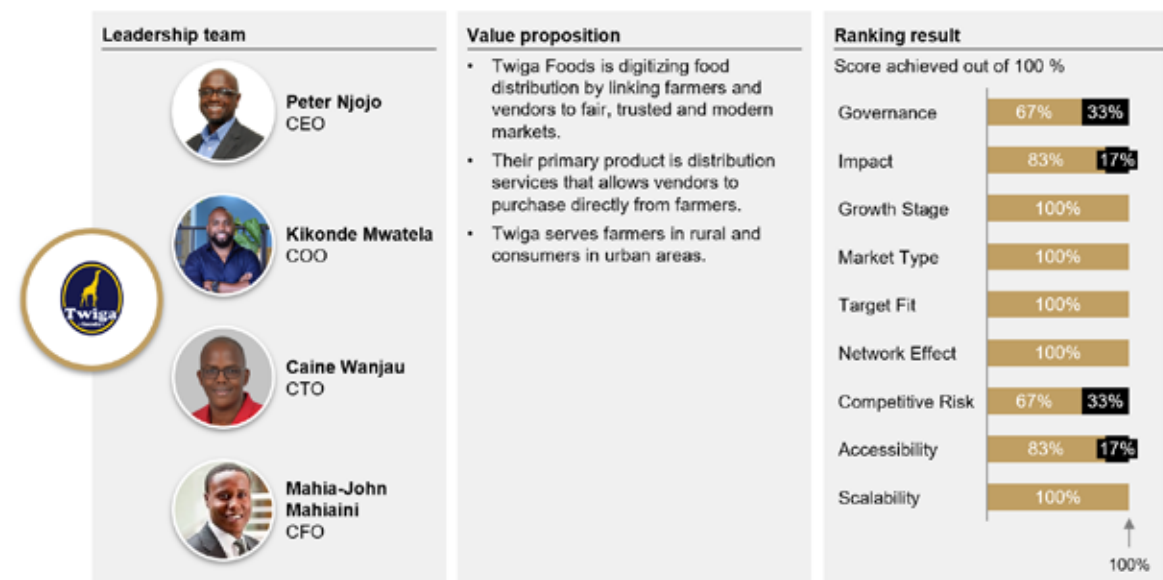 Leadership team
Peter Njojo
CEO
Kikonde Mwatela
COO
Twiga
Caine Wanjau
CTO
Mahia-John
Mahiaini
CFO
Value proposition
• Twiga Foods is digitizing food
distribution by linking farmers and
vendors to fair, trusted and modern
markets.
• Their primary product is distribution
services that allows vendors to
purchase directly from farmers.
• Twiga serves farmers in rural and
consumers in urban areas.
Ranking result
Score achieved out of 100 %
Governance 67% 33%
Impact 83% 17%
Growth Stage 100%
Market Type 100%
Target Fit 100%
Network Effect 100%
Competitive Risk 67% 33%
Accessibility 83% 17%
Scalability 100%
100%